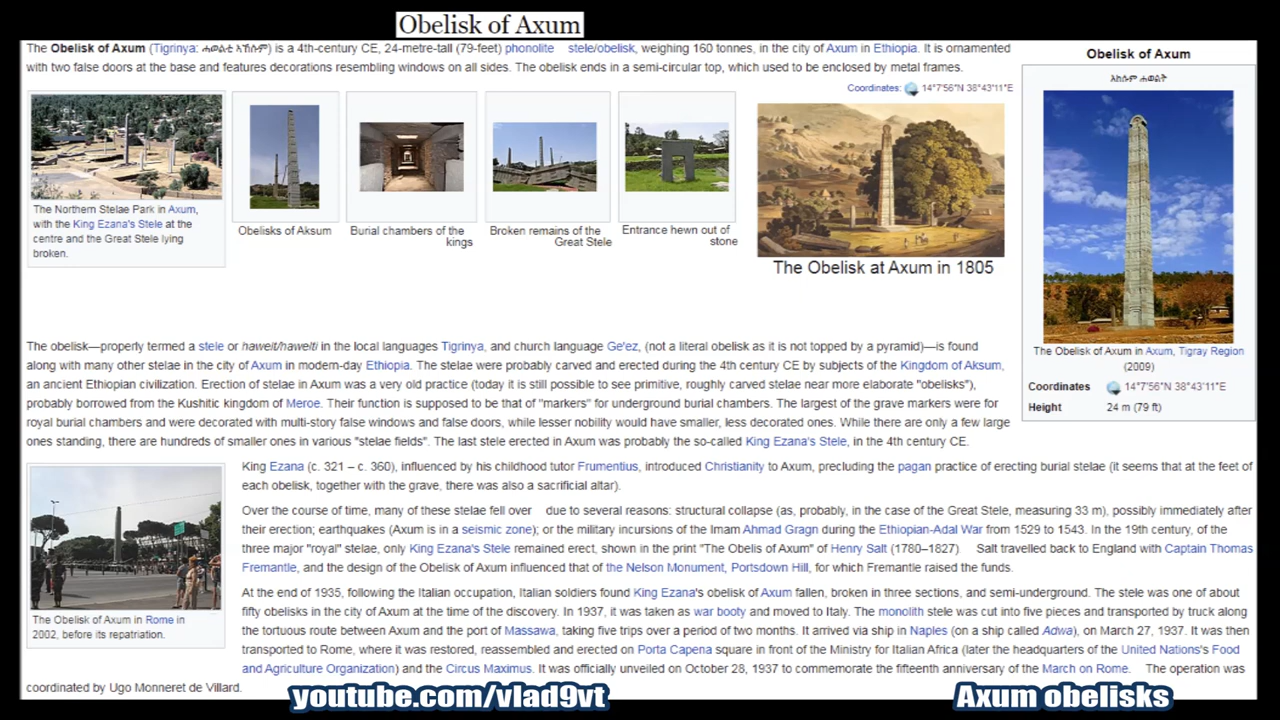 Obelisk of Axum
The Obelisk of Axum (Tigrinya: ሓወልቲ ኣኽሱም) is a 4th-century CE, 24-metre-tall (79-feet) phonolite stele/obelisk, weighing 160 tonnes, in the city of Axum in Ethiopia. It is ornamented
with two false doors at the base and features decorations resembling windows on all sides. The obelisk ends in a semi-circular top, which used to be enclosed by metal frames.
Coordinates: 14°7'56"N 38°43'11"E
The Northern Stelae Park in Axum,
with the King Ezana's Stele at the
centre and the Great Stele lying
broken.
Obelisks of Aksum
Burial chambers of the
kings
Broken remains of the
Great Stele
Entrance hewn out of
stone
The Obelisk at Axum in 1805
Obelisk of Axum
አክሱም ሐወልት
The Obelisk of Axum in Axum, Tigray Region
(2009)
Coordinates 14°7'56"N 38°43'11"E
Height 24 m (79 ft)
The obelisk—properly termed a stele or hawelt/hawelti in the local languages Tigrinya, and church language Ge'ez, (not a literal obelisk as it is not topped by a pyramid)—is found
along with many other stelae in the city of Axum in modern-day Ethiopia. The stelae were probably carved and erected during the 4th century CE by subjects of the Kingdom of Aksum,
an ancient Ethiopian civilization. Erection of stelae in Axum was a very old practice (today it is still possible to see primitive, roughly carved stelae near more elaborate "obelisks"),
probably borrowed from the Kushitic kingdom of Meroe. Their function is supposed to be that of "markers" for underground burial chambers. The largest of the grave markers were for
royal burial chambers and were decorated with multi-story false windows and false doors, while lesser nobility would have smaller, less decorated ones. While there are only a few large
ones standing, there are hundreds of smaller ones in various "stelae fields". The last stele erected in Axum was probably the so-called King Ezana's Stele, in the 4th century CE.
King Ezana (c. 321 – c. 360), influenced by his childhood tutor Frumentius, introduced Christianity to Axum, precluding the pagan practice of erecting burial stelae (it seems that at the feet of
each obelisk, together with the grave, there was also a sacrificial altar).
Over the course of time, many of these stelae fell over due to several reasons: structural collapse (as, probably, in the case of the Great Stele, measuring 33 m), possibly immediately after
their erection; earthquakes (Axum is in a seismic zone); or the military incursions of the Imam Ahmad Gragn during the Ethiopian-Adal War from 1529 to 1543. In the 19th century, of the
three major "royal" stelae, only King Ezana's Stele remained erect, shown in the print "The Obelis of Axum" of Henry Salt (1780–1827). Salt travelled back to England with Captain Thomas
Fremantle, and the design of the Obelisk of Axum influenced that of the Nelson Monument, Portsdown Hill, for which Fremantle raised the funds.
At the end of 1935, following the Italian occupation, Italian soldiers found King Ezana's obelisk of Axum fallen, broken in three sections, and semi-underground. The stele was one of about
fifty obelisks in the city of Axum at the time of the discovery. In 1937, it was taken as war booty and moved to Italy. The monolith stele was cut into five pieces and transported by truck along
the tortuous route between Axum and the port of Massawa, taking five trips over a period of two months. It arrived via ship in Naples (on a ship called Adwa), on March 27, 1937. It was then
transported to Rome, where it was restored, reassembled and erected on Porta Capena square in front of the Ministry for Italian Africa (later the headquarters of the United Nations's Food
and Agriculture Organization) and the Circus Maximus. It was officially unveiled on October 28, 1937 to commemorate the fifteenth anniversary of the March on Rome. The operation was
coordinated by Ugo Monneret de Villard.
The Obelisk of Axum in Rome in
2002, before its repatriation.
youtube.com/vlad9vt
Axum obelisks